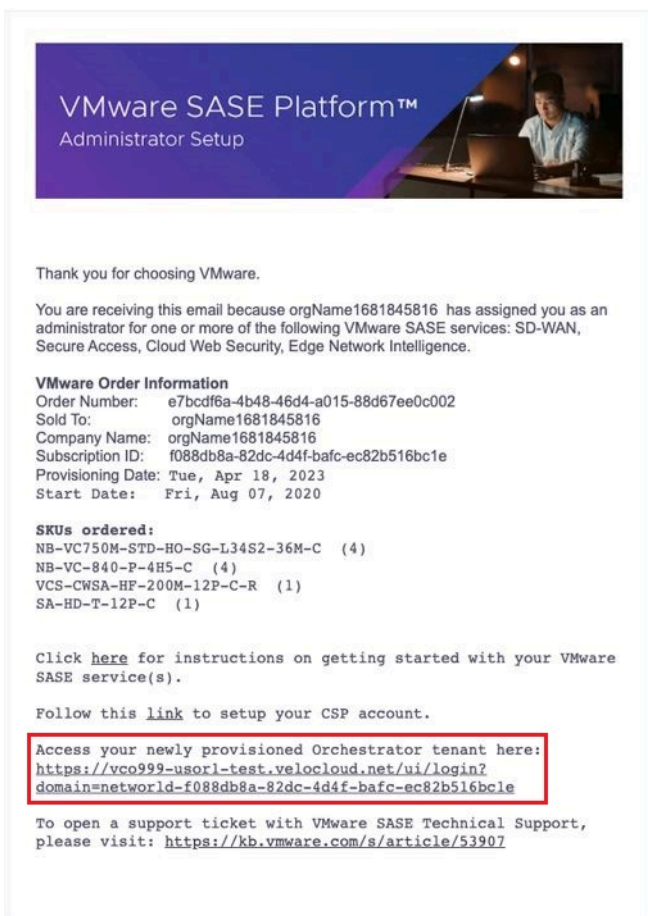 VMware SASE Platform™
Administrator Setup
Thank you for choosing VMware.
You are receiving this email because orgName1681845816 has assigned you as an
administrator for one or more of the following VMware SASE services: SD-WAN,
Secure Access, Cloud Web Security, Edge Network Intelligence.
VMware Order Information
Order Number: e7bcdf6a-4b48-46d4-a015-88d67ee0c002
Sold To: orgName1681845816
Company Name: orgName1681845816
Subscription ID: f088db8a-82dc-4d4f-bafc-ec82b516bc1e
Provisioning Date: Tue, Apr 18, 2023
Start Date: Fri, Aug 07, 2020
SKUs ordered:
NB-VC750M-STD-HO-SG-L34S2-36M-C (4)
NB-VC-840-P-4H5-C (4)
VCS-CWSA-HF-200M-12P-C-R (1)
SA-HD-T-12P-C (1)
Click here for instructions on getting started with your VMware
SASE service(s).
Follow this link to setup your CSP account.
Access your newly provisioned Orchestrator tenant here:
https://vco999-usor1-test.velocloud.net/ui/login?
domain=networld-f088db8a-82dc-4d4f-bafc-ec82b516bc1e
To open a support ticket with VMware SASE Technical Support,
please visit: https://kb.vmware.com/s/article/53907